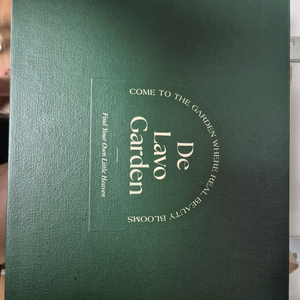 COME TO THE GARDEN WHERE REAL BEAUTY BLOOMS
De
Lavo
Garden
Find Your Own Little Heaven